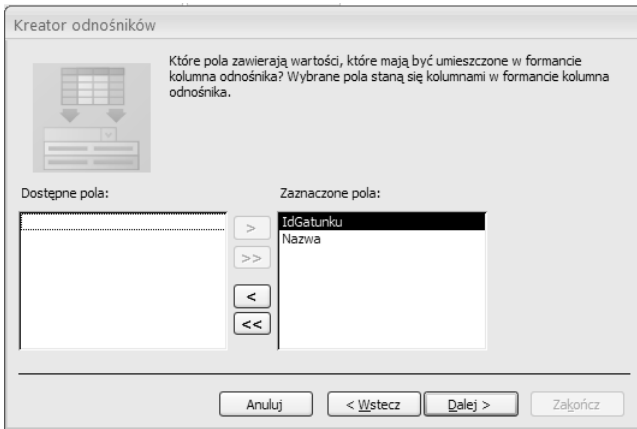 Kreator odnośników
Które pola zawierają wartości, które mają być umieszczone w formancie
kolumna odnośnika? Wybrane pola staną się kolumnami w formancie kolumna
odnośnika.
Dostępne pola:
Zaznaczone pola:
IdGatunku
Nazwa
>
>>
<
<<
Anuluj
< Wstecz
Dalej >
Zakończ